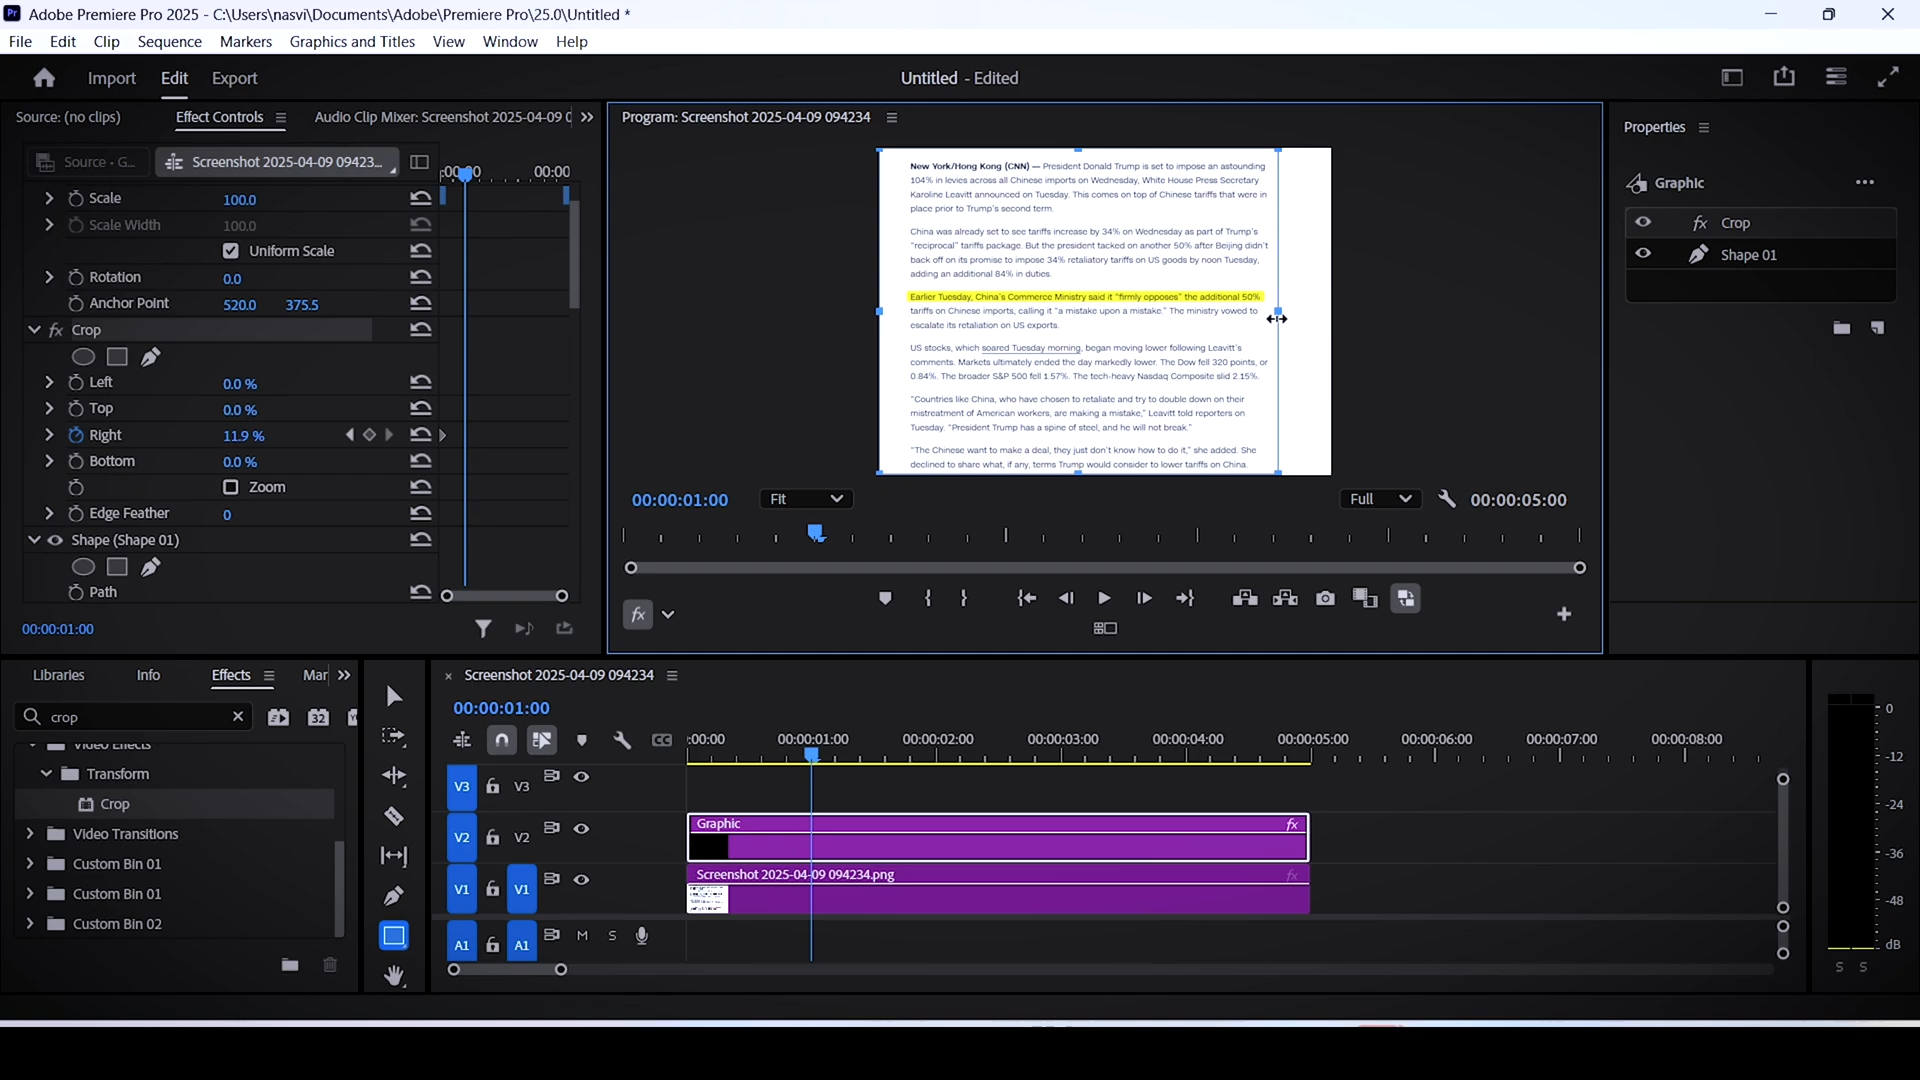 Pr Adobe Premiere Pro 2025 - C:\Users\nasvi\Documents\Adobe\Premiere Pro\25.0\Untitled *
File Edit Clip Sequence Markers Graphics and Titles View Window Help
Import Edit Export
Untitled - Edited
Source: (no clips) Effect Controls Audio Clip Mixer: Screenshot 2025-04-09 0
Source - G... Screenshot 2025-04-09 09423... :00:00 00:00
Scale 100.0
Scale Width 100.0
Uniform Scale
Rotation 0.0
Anchor Point 520.0 375.5
fx Crop
Left 0.0 %
Top 0.0 %
Right 11.9 %
Bottom 0.0 %
Zoom
Edge Feather 0
Shape (Shape 01)
Path
00:00:01:00
Program: Screenshot 2025-04-09 094234
New York/Hong Kong (CNN) — President Donald Trump is set to impose an astounding
104% in levies across all Chinese imports on Wednesday, White House Press Secretary
Karoline Leavitt announced on Tuesday. This comes on top of Chinese tariffs that were in
place prior to Trump's second term.
China was already set to see tariffs increase by 34% on Wednesday as part of Trump's
"reciprocal" tariffs package. But the president tacked on another 50% after Beijing didn't
back off on its promise to impose 34% retaliatory tariffs on US goods by noon Tuesday,
adding an additional 84% in duties.
Earlier Tuesday, China's Commerce Ministry said it "firmly opposes" the additional 50%
tariffs on Chinese imports, calling it "a mistake upon a mistake." The ministry vowed to
escalate its retaliation on US exports.
US stocks, which soared Tuesday morning, began moving lower following Leavitt's
comments. Markets ultimately ended the day markedly lower. The Dow fell 320 points, or
0.84%. The broader S&P 500 fell 1.57%. The tech-heavy Nasdaq Composite slid 2.15%.
"Countries like China, who have chosen to retaliate and try to double down on their
mistreatment of American workers, are making a mistake," Leavitt told reporters on
Tuesday. "President Trump has a spine of steel, and he will not break."
"The Chinese want to make a deal, they just don't know how to do it," she added. She
declined to share what, if any, terms Trump would consider to lower tariffs on China.
00:00:01:00 Fit Full 00:00:05:00
fx
Properties
Graphic
fx Crop
Shape 01
Libraries Info Effects Mar
crop 32
Video Effects
Transform
Crop
Video Transitions
Custom Bin 01
Custom Bin 01
Custom Bin 02
Screenshot 2025-04-09 094234
00:00:01:00
CC :00:00 00:00:01:00 00:00:02:00 00:00:03:00 00:00:04:00 00:00:05:00 00:00:06:00 00:00:07:00 00:00:08:00
V3 V3
V2 V2 Graphic fx
V1 V1 Screenshot 2025-04-09 094234.png fx
A1 A1 M S
0
-12
-24
-36
-48
dB
S S